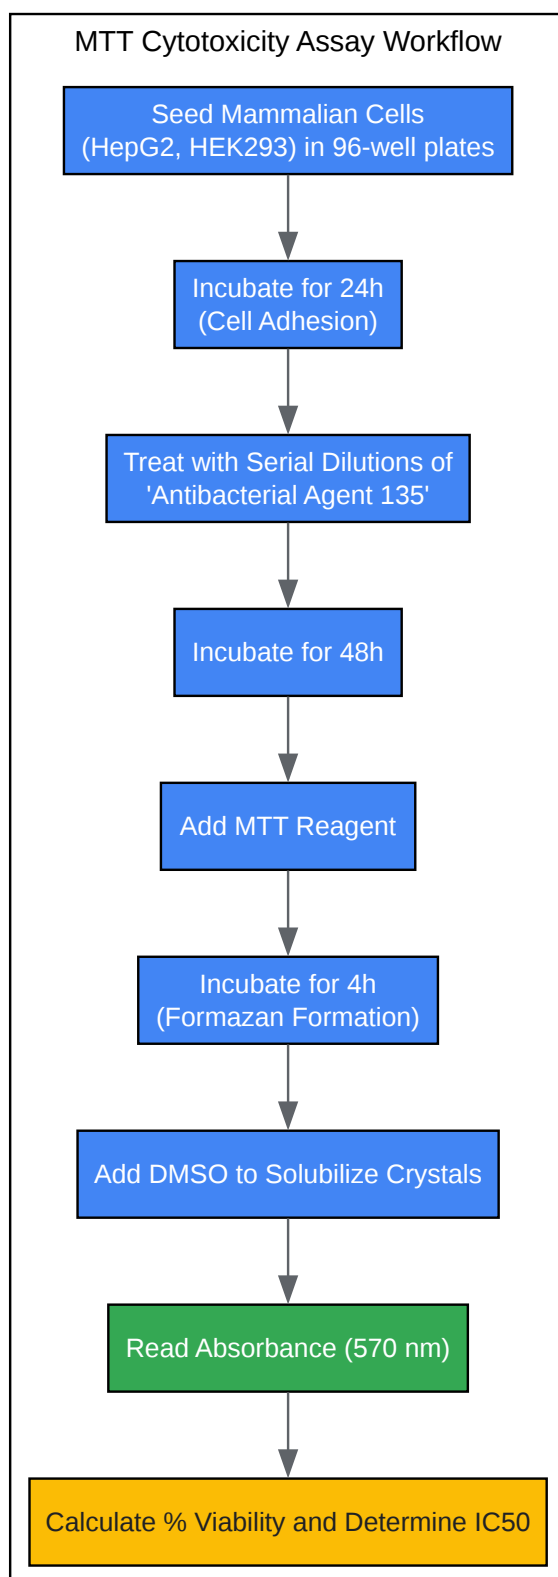 MTT Cytotoxicity Assay Workflow
Seed Mammalian Cells
(HepG2, HEK293) in 96-well plates
Incubate for 24h
(Cell Adhesion)
Treat with Serial Dilutions of
'Antibacterial Agent 135'
Incubate for 48h
Add MTT Reagent
Incubate for 4h
(Formazan Formation)
Add DMSO to Solubilize Crystals
Read Absorbance (570 nm)
Calculate % Viability and Determine IC50